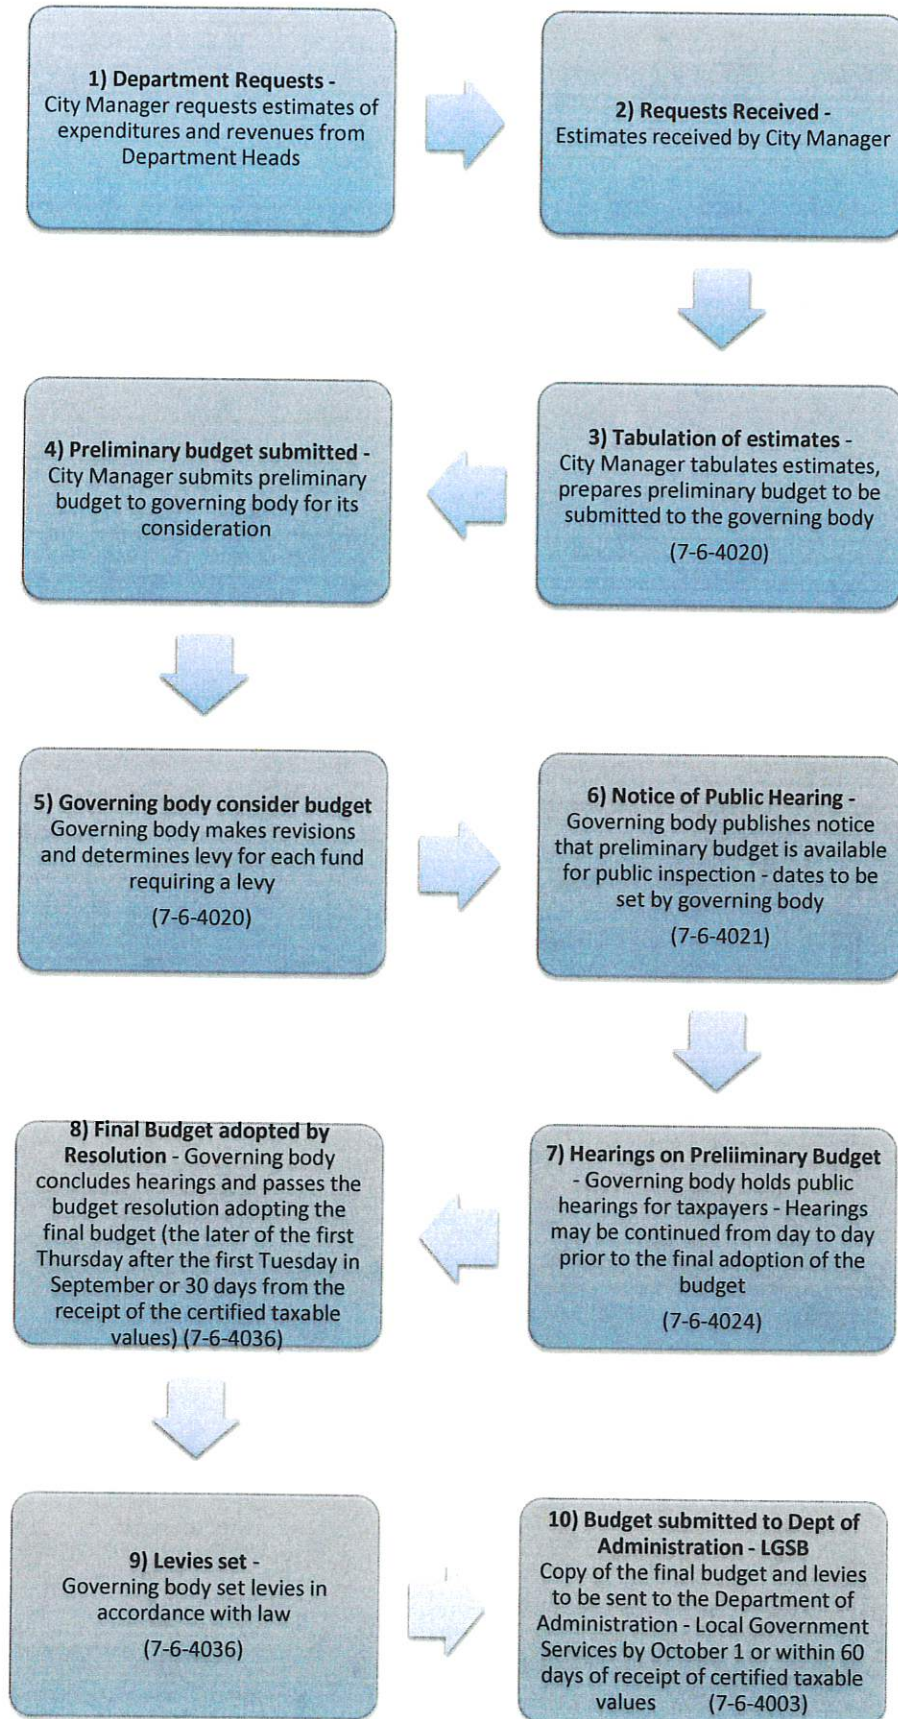 1) Department Requests -
City Manager requests estimates of
expenditures and revenues from
Department Heads
2) Requests Received -
Estimates received by City Manager
3) Tabulation of estimates -
City Manager tabulates estimates,
prepares preliminary budget to be
submitted to the governing body
(7-6-4020)
4) Preliminary budget submitted -
City Manager submits preliminary
budget to governing body for its
consideration
5) Governing body consider budget
Governing body makes revisions
and determines levy for each fund
requiring a levy
(7-6-4020)
6) Notice of Public Hearing -
Governing body publishes notice
that preliminary budget is available
for public inspection - dates to be
set by governing body
(7-6-4021)
7) Hearings on Preliiminary Budget
- Governing body holds public
hearings for taxpayers - Hearings
may be continued from day to day
prior to the final adoption of the
budget
(7-6-4024)
8) Final Budget adopted by
Resolution - Governing body
concludes hearings and passes the
budget resolution adopting the
final budget (the later of the first
Thursday after the first Tuesday in
September or 30 days from the
receipt of the certified taxable
values) (7-6-4036)
9) Levies set -
Governing body set levies in
accordance with law
(7-6-4036)
10) Budget submitted to Dept of
Administration - LGSB
Copy of the final budget and levies
to be sent to the Department of
Administration - Local Government
Services by October 1 or within 60
days of receipt of certified taxable
values (7-6-4003)